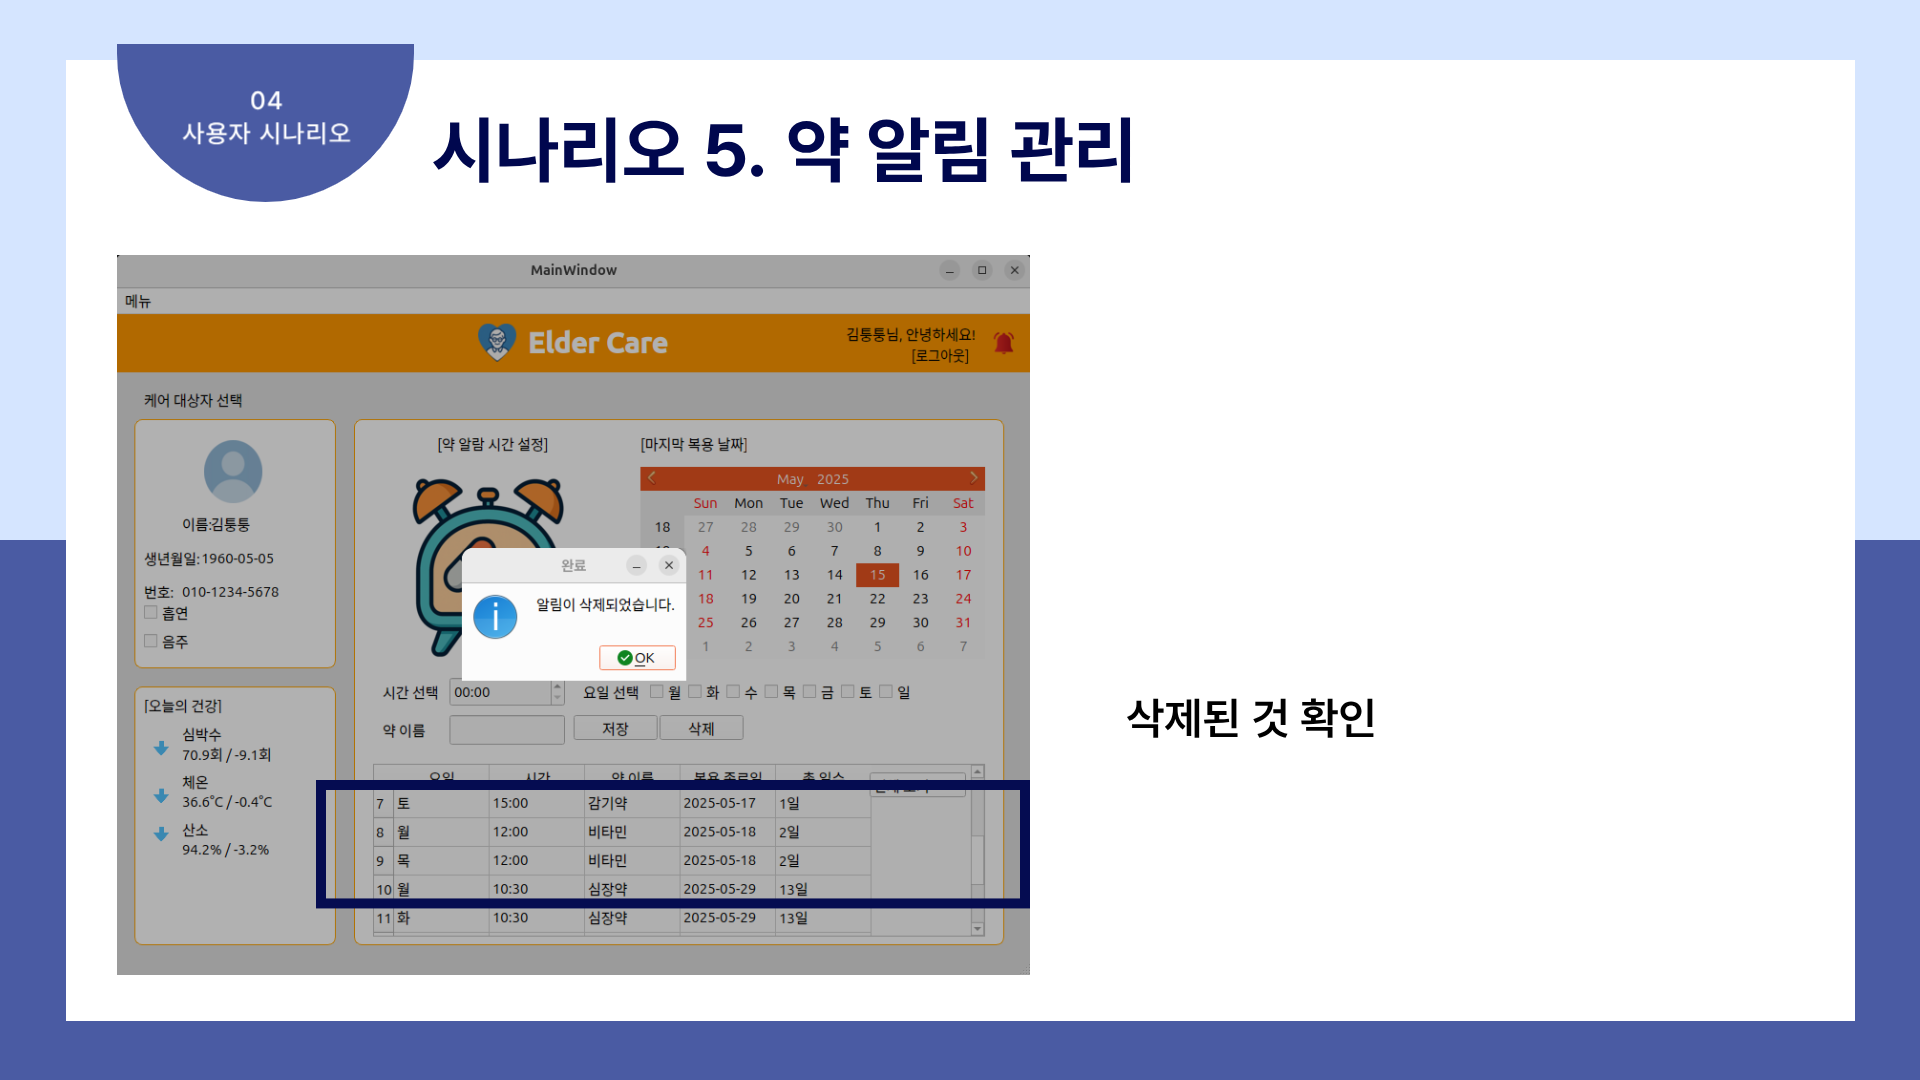 04
사용자 시나리오
시나리오 5. 약 알림 관리
MainWindow
메뉴
Elder Care
김퉁퉁님, 안녕하세요!
[로그아웃]
케어 대상자 선택
이름:김퉁퉁
생년월일:1960-05-05
번호: 010-1234-5678
흡연
음주
[오늘의 건강]
심박수
70.9회 / -9.1회
체온
36.6℃ / -0.4℃
산소
94.2% / -3.2%
[약 알람 시간 설정]
[마지막 복용 날짜]
May 2025
Sun Mon Tue Wed Thu Fri Sat
18 27 28 29 30 1 2 3
4 5 6 7 8 9 10
11 12 13 14 15 16 17
18 19 20 21 22 23 24
25 26 27 28 29 30 31
1 2 3 4 5 6 7
완료
알림이 삭제되었습니다.
OK
시간 선택 00:00 요일 선택 월 화 수 목 금 토 일
약 이름 저장 삭제
요일 시간 약 이름 복용 종료일 총 일수
7 토 15:00 감기약 2025-05-17 1일
8 월 12:00 비타민 2025-05-18 2일
9 목 12:00 비타민 2025-05-18 2일
10 월 10:30 심장약 2025-05-29 13일
11 화 10:30 심장약 2025-05-29 13일
삭제된 것 확인